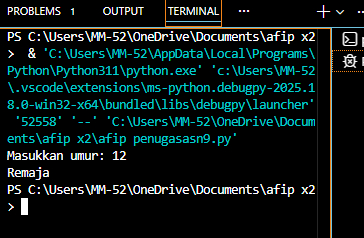 PROBLEMS 1 OUTPUT TERMINAL ···
PS C:\Users\MM-52\OneDrive\Documents\afip x2
> & 'C:\Users\MM-52\AppData\Local\Programs\
Python\Python311\python.exe' 'c:\Users\MM-52
\.vscode\extensions\ms-python.debugpy-2025.1
8.0-win32-x64\bundled\libs\debugpy\launcher'
'52558' '--' 'C:\Users\MM-52\OneDrive\Docum
ents\afip x2\afip penugasasn9.py'
Masukkan umur: 12
Remaja
PS C:\Users\MM-52\OneDrive\Documents\afip x2
>